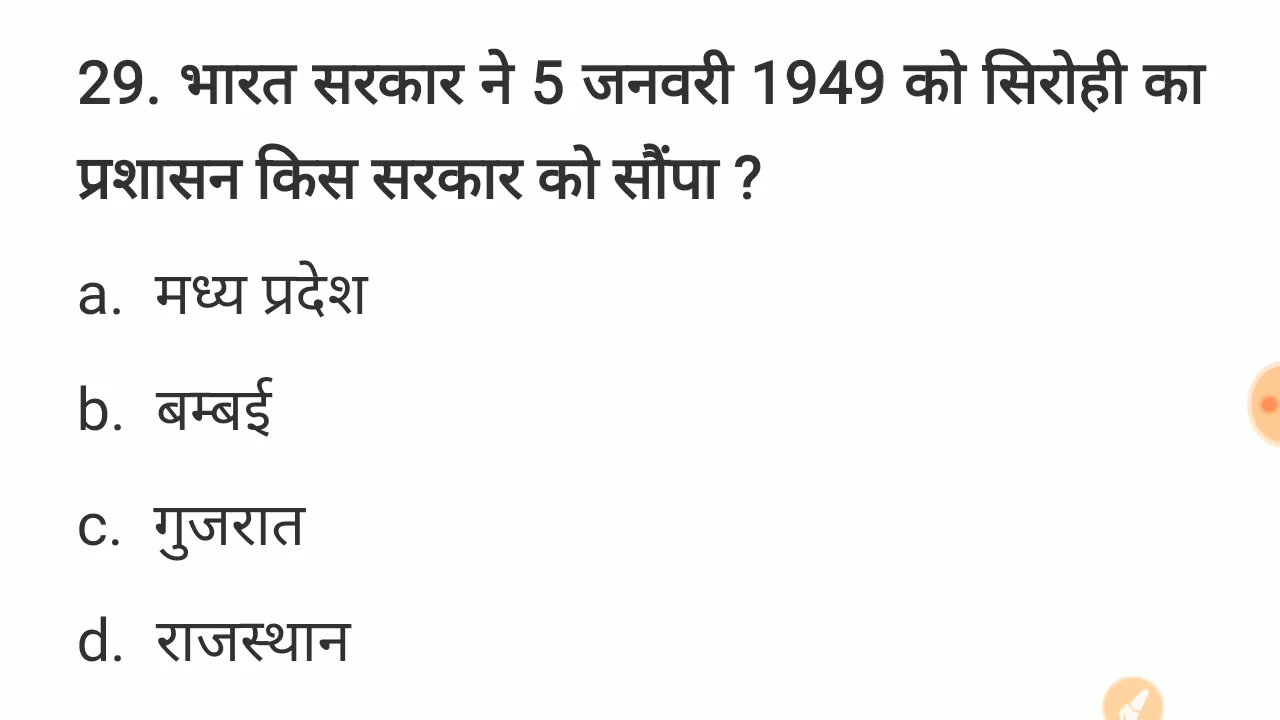 29. भारत सरकार ने 5 जनवरी 1949 को सिरोही का
प्रशासन किस सरकार को सौंपा ?
a. मध्य प्रदेश
b. बम्बई
c. गुजरात
d. राजस्थान